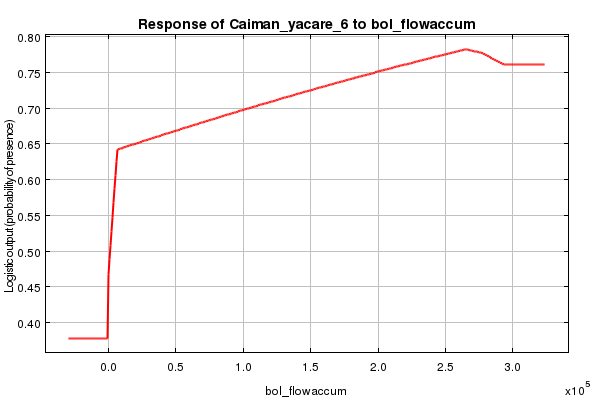 Response of Caiman_yacare_6 to bol_flowaccum
Logistic output (probability of presence)
0.80
0.75
0.70
0.65
0.60
0.55
0.50
0.45
0.40
0.0 0.5 1.0 1.5 2.0 2.5 3.0
bol_flowaccum
x10^5